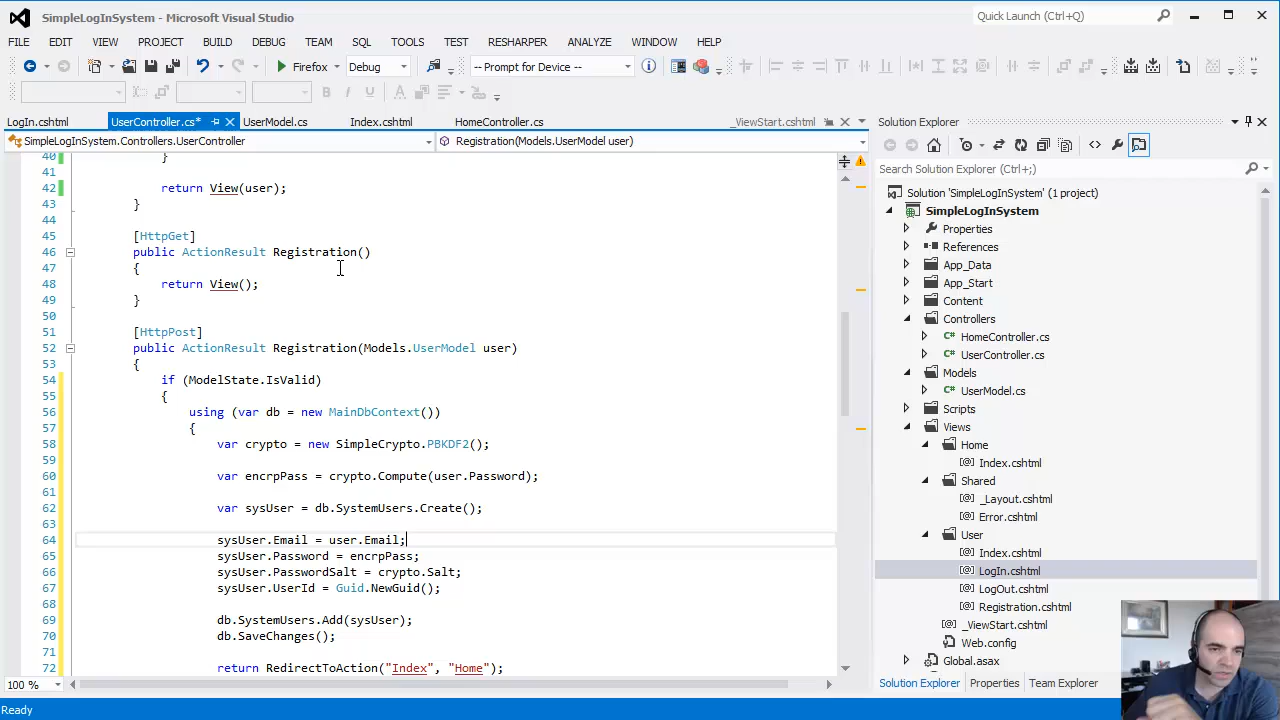 SimpleLogInSystem - Microsoft Visual Studio
Quick Launch (Ctrl+Q)
FILE EDIT VIEW PROJECT BUILD DEBUG TEAM SQL TOOLS TEST RESHARPER ANALYZE WINDOW HELP
Firefox Debug -- Prompt for Device --
LogIn.cshtml UserController.cs* UserModel.cs Index.cshtml HomeController.cs _ViewStart.cshtml
SimpleLogInSystem.Controllers.UserController Registration(Models.UserModel user)
40 }
41
42 return View(user);
43 }
44
45 [HttpGet]
46 public ActionResult Registration()
47 {
48 return View();
49 }
50
51 [HttpPost]
52 public ActionResult Registration(Models.UserModel user)
53 {
54 if (ModelState.IsValid)
55 {
56 using (var db = new MainDbContext())
57 {
58 var crypto = new SimpleCrypto.PBKDF2();
59
60 var encrpPass = crypto.Compute(user.Password);
61
62 var sysUser = db.SystemUsers.Create();
63
64 sysUser.Email = user.Email;
65 sysUser.Password = encrpPass;
66 sysUser.PasswordSalt = crypto.Salt;
67 sysUser.UserId = Guid.NewGuid();
68
69 db.SystemUsers.Add(sysUser);
70 db.SaveChanges();
71
72 return RedirectToAction("Index", "Home");
100 %
Ready
Solution Explorer
Search Solution Explorer (Ctrl+;)
Solution 'SimpleLogInSystem' (1 project)
SimpleLogInSystem
Properties
References
App_Data
App_Start
Content
Controllers
C# HomeController.cs
C# UserController.cs
Models
C# UserModel.cs
Scripts
Views
Home
[@] Index.cshtml
Shared
[@] _Layout.cshtml
[@] Error.cshtml
User
[@] Index.cshtml
[@] LogIn.cshtml
[@] LogOut.cshtml
[@] Registration.cshtml
[@] _ViewStart.cshtml
Web.config
Global.asax
Solution Explorer Properties Team Explorer